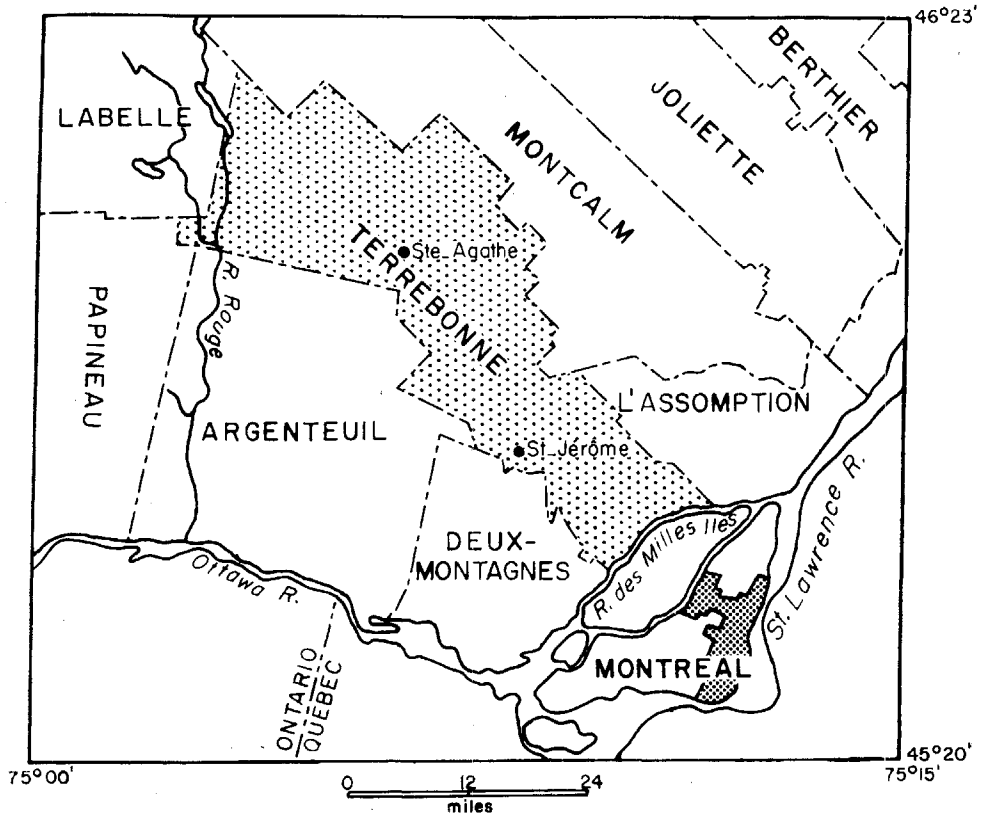 46°23'
BERTHIER
JOLIETTE
LABELLE
MONTCALM
TERREBONNE
Ste_Agathe
R. Rouge
PAPINEAU
L'ASSOMPTION
ARGENTEUIL
St_Jérôme
St. Lawrence R.
R. des Milles Iles
DEUX-
MONTAGNES
Ottawa R.
MONTREAL
ONTARIO
QUEBEC
45°20'
75°00'
75°15'
0 12 24
miles